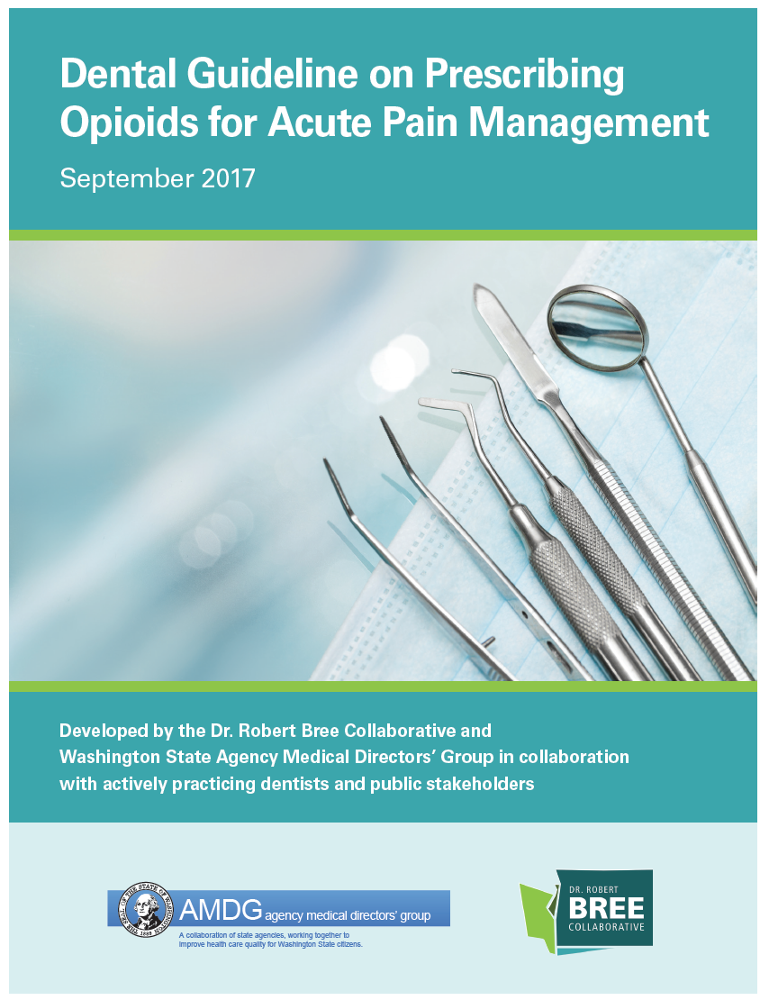 Dental Guideline on Prescribing
Opioids for Acute Pain Management
September 2017
Developed by the Dr. Robert Bree Collaborative and
Washington State Agency Medical Directors’ Group in collaboration
with actively practicing dentists and public stakeholders
THE SEAL OF THE STATE OF WASHINGTON
1889
AMDG agency medical directors’ group
A collaboration of state agencies, working together to
improve health care quality for Washington State citizens.
DR. ROBERT
BREE
COLLABORATIVE